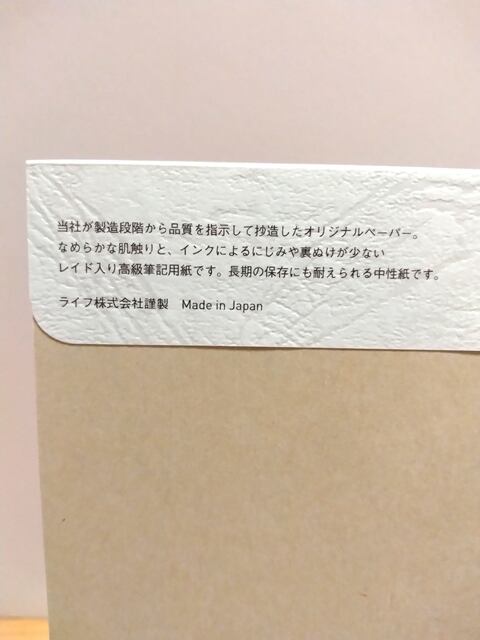 当社が製造段階から品質を指示して抄造したオリジナルペーパー。
なめらかな肌触りと、インクによるにじみや裏ぬけが少ない
レイド入り高級筆記用紙です。長期の保存にも耐えられる中性紙です。
ライフ株式会社謹製 Made in Japan